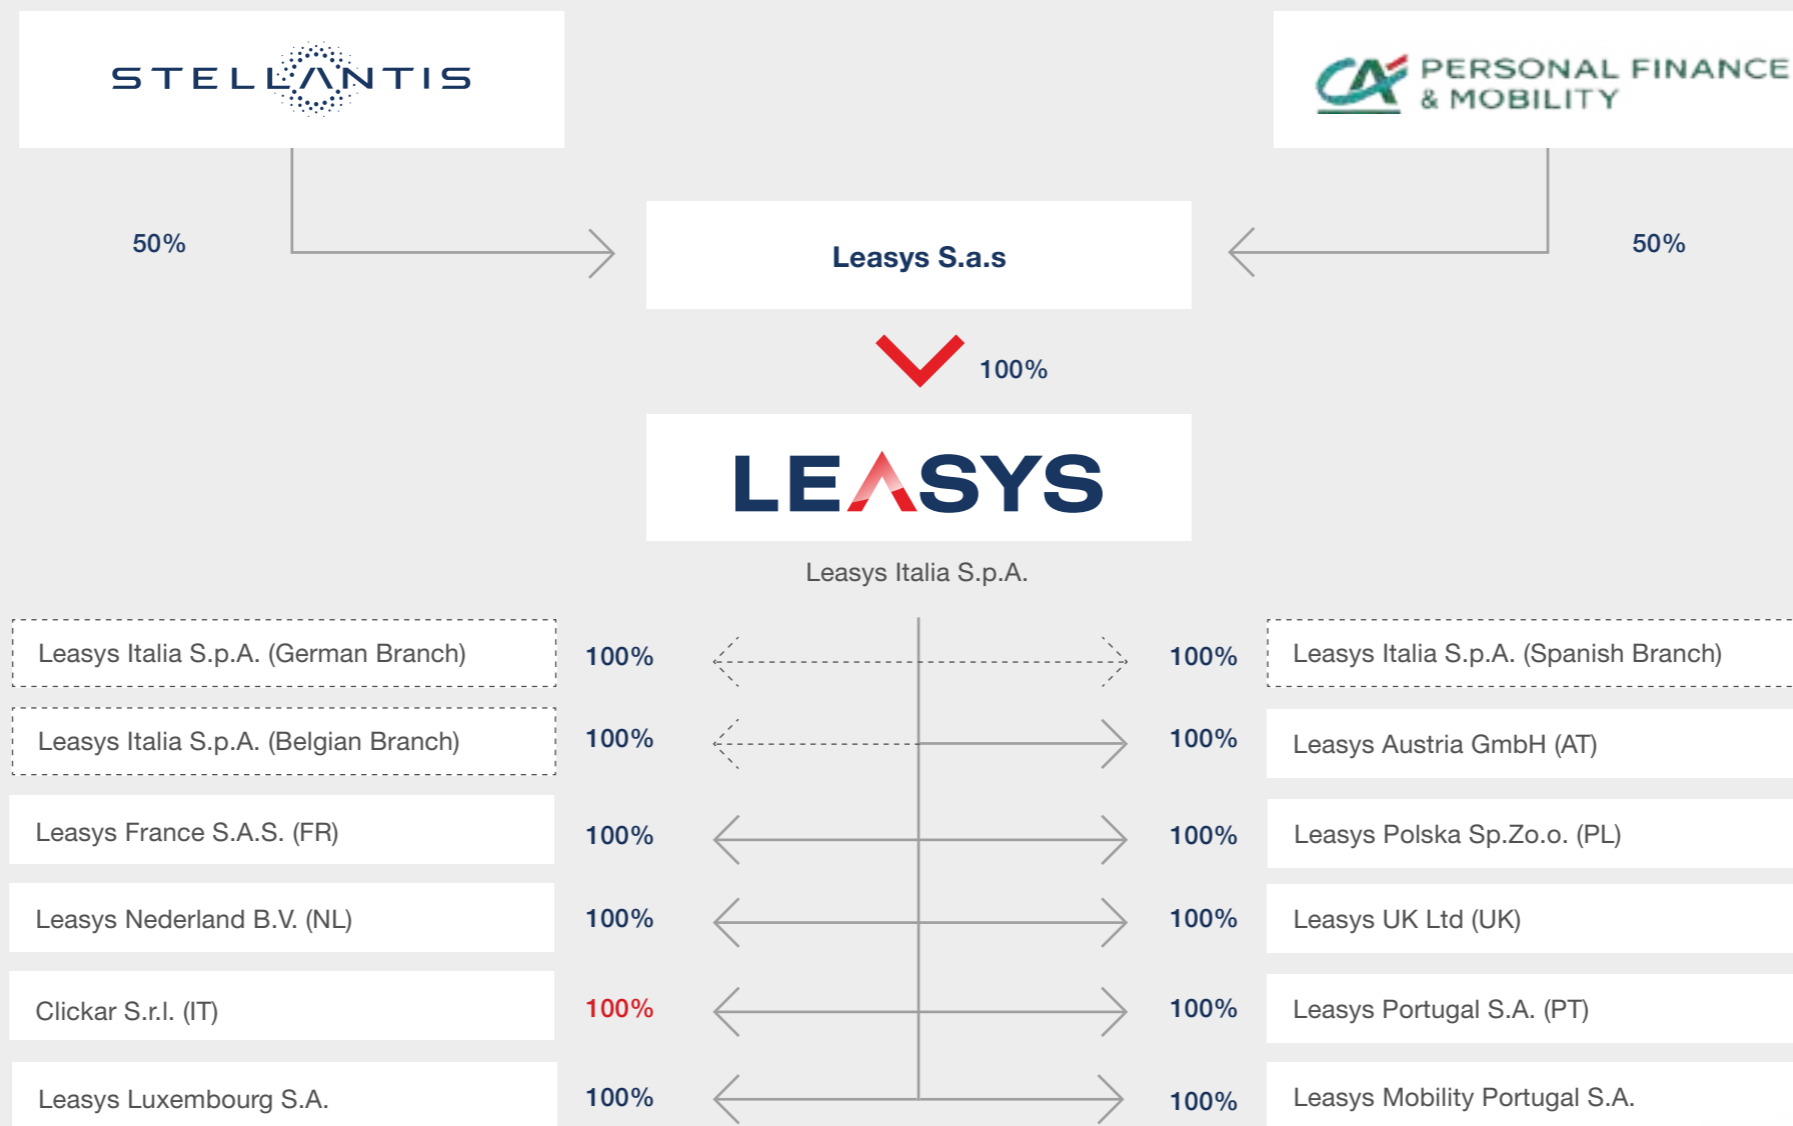 STELLANTIS
CA PERSONAL FINANCE
& MOBILITY
50%
Leasys S.a.s
50%
100%
LEASYS
Leasys Italia S.p.A.
Leasys Italia S.p.A. (German Branch) 100% 100% Leasys Italia S.p.A. (Spanish Branch)
Leasys Italia S.p.A. (Belgian Branch) 100% 100% Leasys Austria GmbH (AT)
Leasys France S.A.S. (FR) 100% 100% Leasys Polska Sp.Zo.o. (PL)
Leasys Nederland B.V. (NL) 100% 100% Leasys UK Ltd (UK)
Clickar S.r.l. (IT) 100% 100% Leasys Portugal S.A. (PT)
Leasys Luxembourg S.A. 100% 100% Leasys Mobility Portugal S.A.